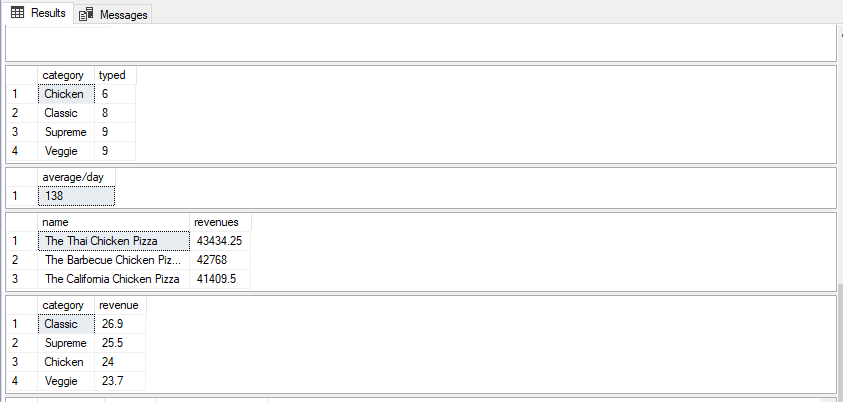 Results Messages
category typed
1 Chicken 6
2 Classic 8
3 Supreme 9
4 Veggie 9
average/day
1 138
name revenues
1 The Thai Chicken Pizza 43434.25
2 The Barbecue Chicken Piz... 42768
3 The California Chicken Pizza 41409.5
category revenue
1 Classic 26.9
2 Supreme 25.5
3 Chicken 24
4 Veggie 23.7